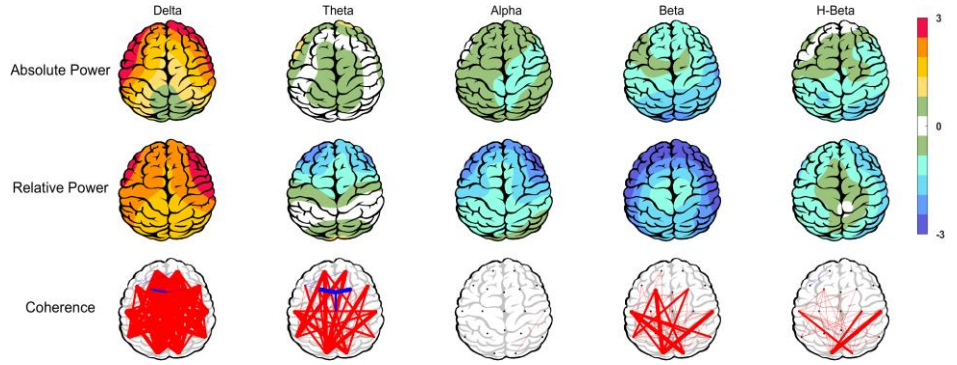 Delta Theta Alpha Beta H-Beta
3
Absolute Power
0
Relative Power
-3
Coherence